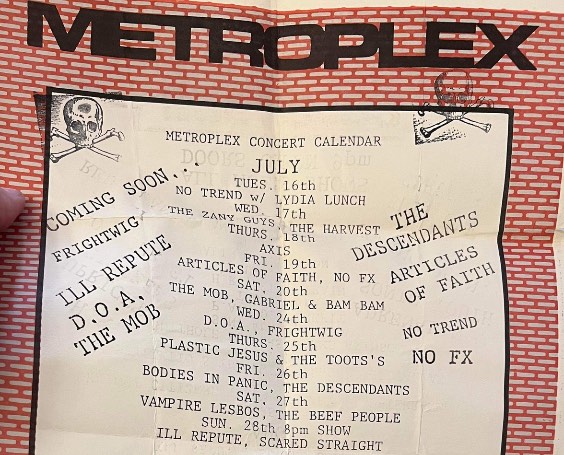 METROPLEX
METROPLEX CONCERT CALENDAR
JULY
TUES. 16th
NO TREND w/ LYDIA LUNCH
WED. 17th
THE ZANY GUYS, THE HARVEST
THURS. 18th
AXIS
FRI. 19th
ARTICLES OF FAITH, NO FX
SAT. 20th
THE MOB, GABRIEL & BAM BAM
WED. 24th
D.O.A., FRIGHTWIG
THURS. 25th
PLASTIC JESUS & THE TOOTS'S
FRI. 26th
BODIES IN PANIC, THE DESCENDANTS
SAT. 27th
VAMPIRE LESBOS, THE BEEF PEOPLE
SUN. 28th 8pm SHOW
ILL REPUTE, SCARED STRAIGHT
COMING SOON...
FRIGHTWIG
ILL REPUTE
D.O.A.
THE MOB
THE
DESCENDANTS
ARTICLES
OF FAITH
NO TREND
NO FX